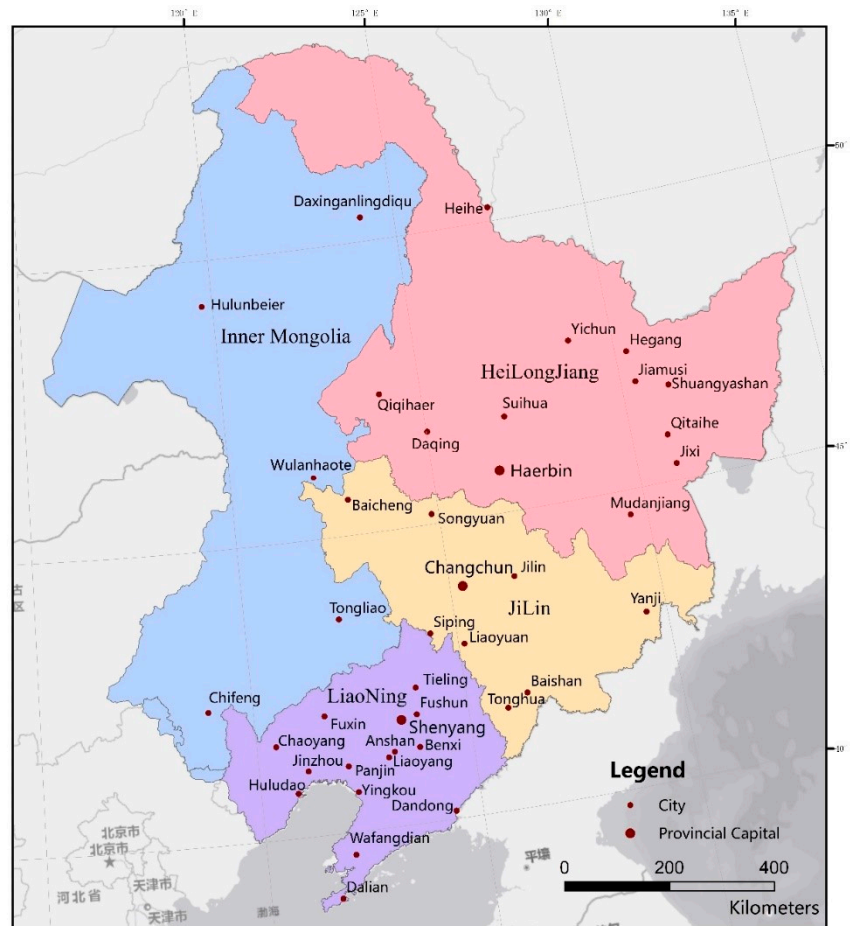 120° E
125° E
130° E
135° E
50°
Daxinganlingdiqu
Heihe
Hulunbeier
Inner Mongolia
Yichun
Hegang
HeiLongJiang
Jiamusi
Shuangyashan
Qiqihaer
Suihua
Qitaihe
Daqing
45°
Jixi
Wulanhaote
Haerbin
Baicheng
Mudanjiang
Songyuan
Changchun
Jilin
古
区
Tongliao
JiLin
Yanji
Siping
Liaoyuan
Tieling
Baishan
Chifeng
LiaoNing
Fushun
Tonghua
Fuxin
Shenyang
Chaoyang
Anshan
Benxi
40°
Jinzhou
Panjin
Liaoyang
Legend
Huludao
Yingkou
City
Dandong
Provincial Capital
北京市
北京市
Wafangdian
平壤
0
200
400
天津市
河北省
Dalian
Kilometers
天津市
渤海